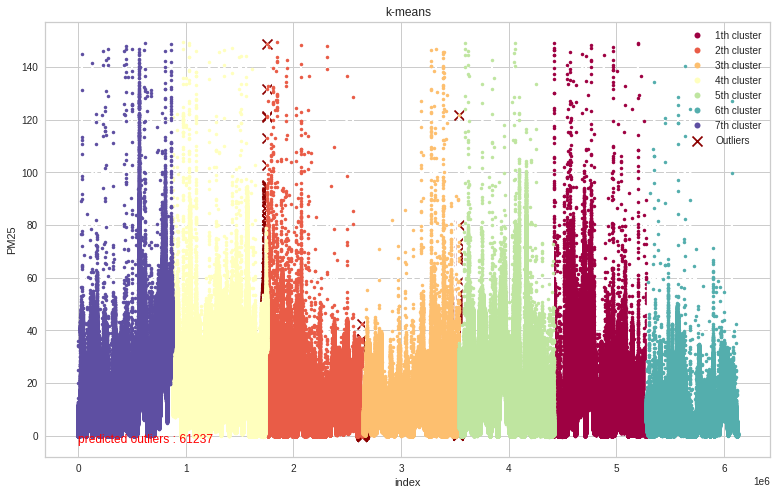 k-means
PM25
140
120
100
80
60
40
20
0
1th cluster
2th cluster
3th cluster
4th cluster
5th cluster
6th cluster
7th cluster
Outliers
predicted outliers : 61237
0 1 2 3 4 5 6
1e6
index